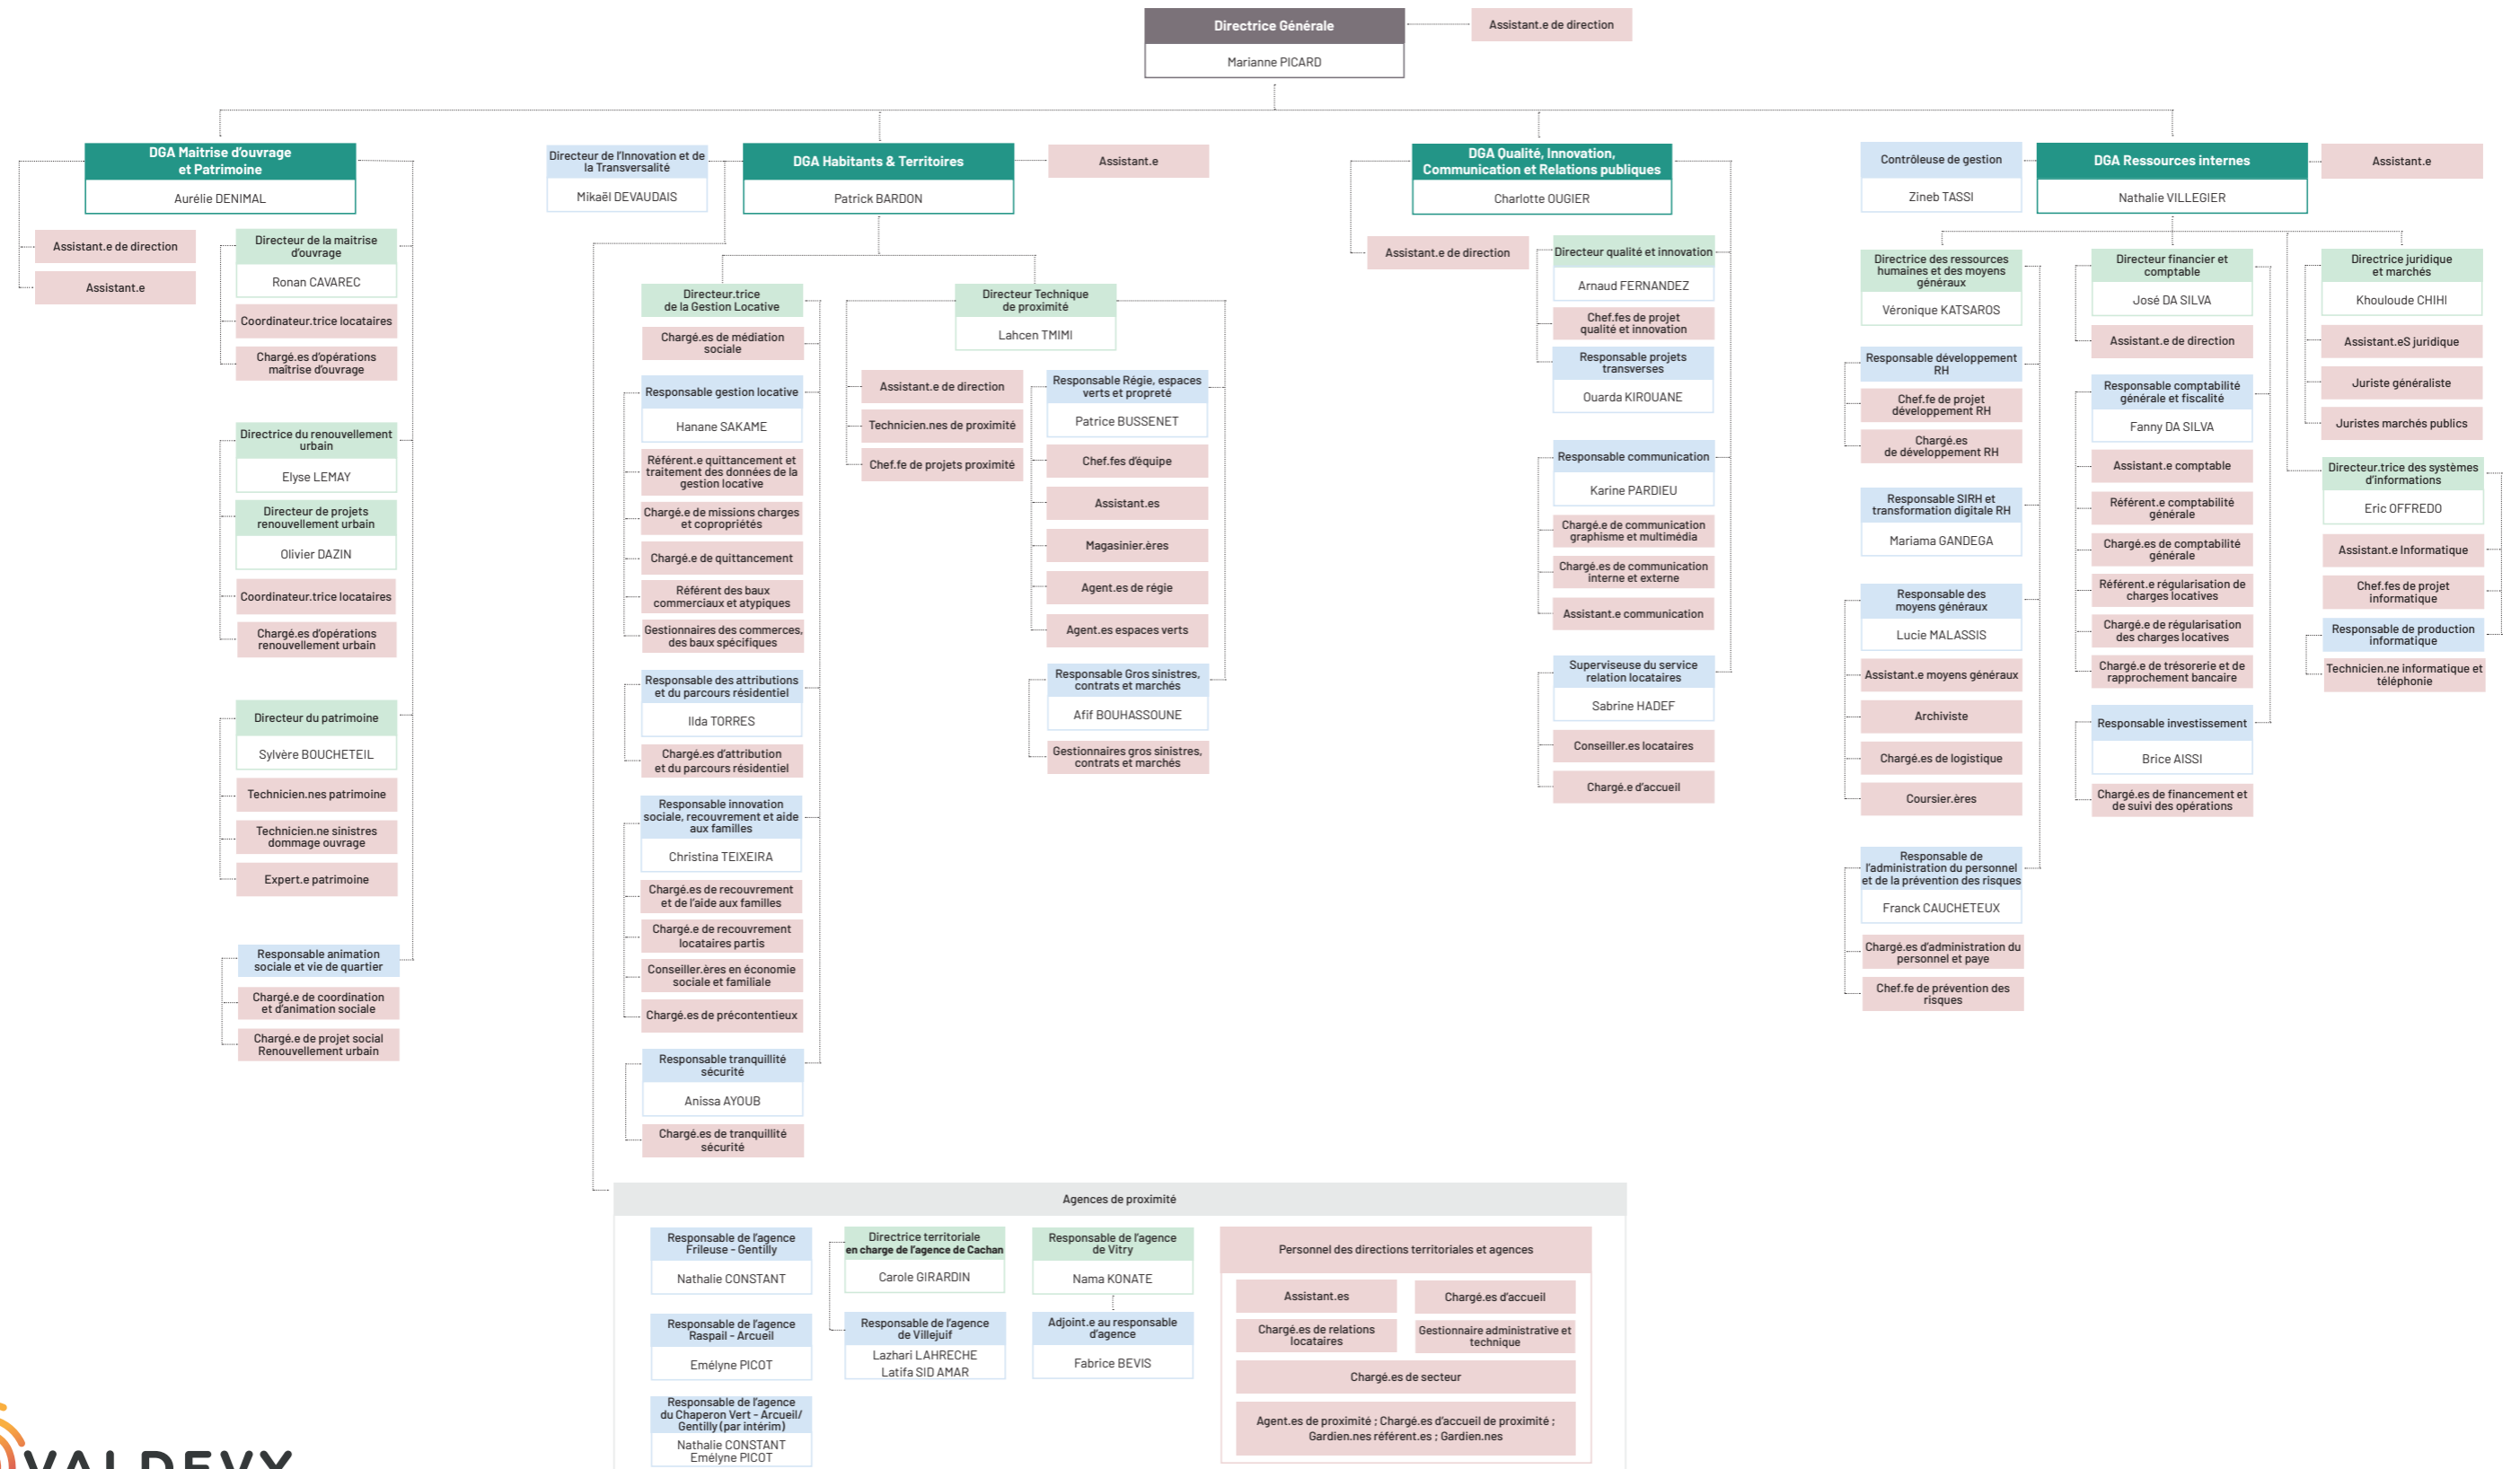 Directrice Générale
Marianne PICARD
Assistant.e de direction
DGA Maitrise d'ouvrage
et Patrimoine
Aurélie DENIMAL
Assistant.e de direction
Assistant.e
Directeur de la maitrise
d'ouvrage
Ronan CAVAREC
Coordinateur.trice locataires
Chargé.es d'opérations
maîtrise d'ouvrage
Directrice du renouvellement
urbain
Elyse LEMAY
Directeur de projets
renouvellement urbain
Olivier DAZIN
Coordinateur.trice locataires
Chargé.es d'opérations
renouvellement urbain
Directeur du patrimoine
Sylvère BOUCHETEIL
Technicien.nes patrimoine
Technicien.ne sinistres
dommage ouvrage
Expert.e patrimoine
Responsable animation
sociale et vie de quartier
Chargé.e de coordination
et d'animation sociale
Chargé.e de projet social
Renouvellement urbain
Directeur de l'Innovation et de
la Transversalité
Mikaël DEVAUDAIS
DGA Habitants & Territoires
Patrick BARDON
Assistant.e
Directeur.trice
de la Gestion Locative
Chargé.es de médiation
sociale
Responsable gestion locative
Hanane SAKAME
Référent.e quittancement et
traitement des données de la
gestion locative
Chargé.e de missions charges
et copropriétés
Chargé.e de quittancement
Référent des baux
commerciaux et atypiques
Gestionnaires des commerces,
des baux spécifiques
Responsable des attributions
et du parcours résidentiel
Ilda TORRES
Chargé.es d'attribution
et du parcours résidentiel
Responsable innovation
sociale, recouvrement et aide
aux familles
Christina TEIXEIRA
Chargé.es de recouvrement
et de l'aide aux familles
Chargé.e de recouvrement
locataires partis
Conseiller.ères en économie
sociale et familiale
Chargé.es de précontentieux
Responsable tranquillité
sécurité
Anissa AYOUB
Chargé.es de tranquillité
sécurité
Directeur Technique
de proximité
Lahcen TMIMI
Assistant.e de direction
Technicien.nes de proximité
Chef.fe de projets proximité
Responsable Régie, espaces
verts et propreté
Patrice BUSSENET
Chef.fes d'équipe
Assistant.es
Magasinier.ères
Agent.es de régie
Agent.es espaces verts
Responsable Gros sinistres,
contrats et marchés
Afif BOUHASSOUNE
Gestionnaires gros sinistres,
contrats et marchés
DGA Qualité, Innovation,
Communication et Relations publiques
Charlotte OUGIER
Assistant.e de direction
Directeur qualité et innovation
Arnaud FERNANDEZ
Chef.fes de projet
qualité et innovation
Responsable projets
transverses
Ouarda KIROUANE
Responsable communication
Karine PARDIEU
Chargé.e de communication
graphisme et multimédia
Chargé.es de communication
interne et externe
Assistant.e communication
Superviseuse du service
relation locataires
Sabrine HADEF
Conseiller.es locataires
Chargé.e d'accueil
Contrôleuse de gestion
Zineb TASSI
DGA Ressources internes
Nathalie VILLEGIER
Assistant.e
Directrice des ressources
humaines et des moyens
généraux
Véronique KATSAROS
Responsable développement
RH
Chef.fe de projet
développement RH
Chargé.es
de développement RH
Responsable SIRH et
transformation digitale RH
Mariama GANDEGA
Responsable des
moyens généraux
Lucie MALASSIS
Assistant.e moyens généraux
Archiviste
Chargé.es de logistique
Coursier.ères
Responsable de
l'administration du personnel
et de la prévention des risques
Franck CAUCHETEUX
Chargé.es d'administration du
personnel et paye
Chef.fe de prévention des
risques
Directeur financier et
comptable
José DA SILVA
Assistant.e de direction
Responsable comptabilité
générale et fiscalité
Fanny DA SILVA
Assistant.e comptable
Référent.e comptabilité
générale
Chargé.es de comptabilité
générale
Référent.e régularisation de
charges locatives
Chargé.e de régularisation
des charges locatives
Chargé.e de trésorerie et de
rapprochement bancaire
Responsable investissement
Brice AISSI
Chargé.es de financement et
de suivi des opérations
Directrice juridique
et marchés
Khouloude CHIHI
Assistant.eS juridique
Juriste généraliste
Juristes marchés publics
Directeur.trice des systèmes
d'informations
Eric OFFREDO
Assistant.e Informatique
Chef.fes de projet
informatique
Responsable de production
informatique
Technicien.ne informatique et
téléphonie
Agences de proximité
Responsable de l'agence
Frileuse - Gentilly
Nathalie CONSTANT
Responsable de l'agence
Raspail - Arcueil
Emélyne PICOT
Responsable de l'agence
du Chaperon Vert - Arcueil/
Gentilly (par intérim)
Nathalie CONSTANT
Emélyne PICOT
Directrice territoriale
en charge de l'agence de Cachan
Carole GIRARDIN
Responsable de l'agence
de Villejuif
Lazhari LAHRECHE
Latifa SID AMAR
Responsable de l'agence
de Vitry
Nama KONATE
Adjoint.e au responsable
d'agence
Fabrice BEVIS
Personnel des directions territoriales et agences
Assistant.es
Chargé.es d'accueil
Chargé.es de relations
locataires
Gestionnaire administrative et
technique
Chargé.es de secteur
Agent.es de proximité ; Chargé.es d'accueil de proximité ;
Gardien.nes référent.es ; Gardien.nes
VALDEVY